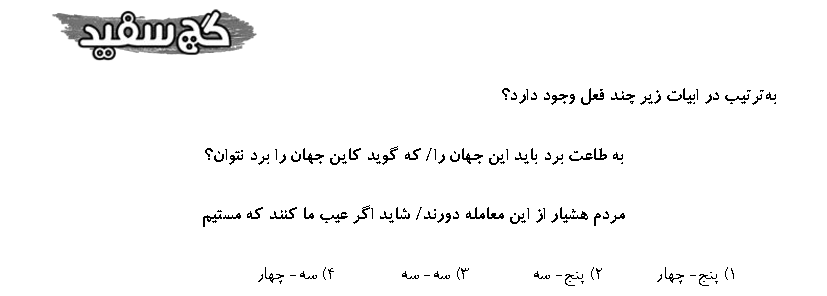 گچ سفید
به‌ترتیب در ابیات زیر چند فعل وجود دارد؟
به طاعت برد باید این جهان را/ که گوید کاین جهان را برد نتوان؟
مردم هشیار از این معامله دورند/ شاید اگر عیب ما کنند که مستیم
۱) پنج- چهار ۲) پنج- سه ۳) سه- سه ۴) سه- چهار